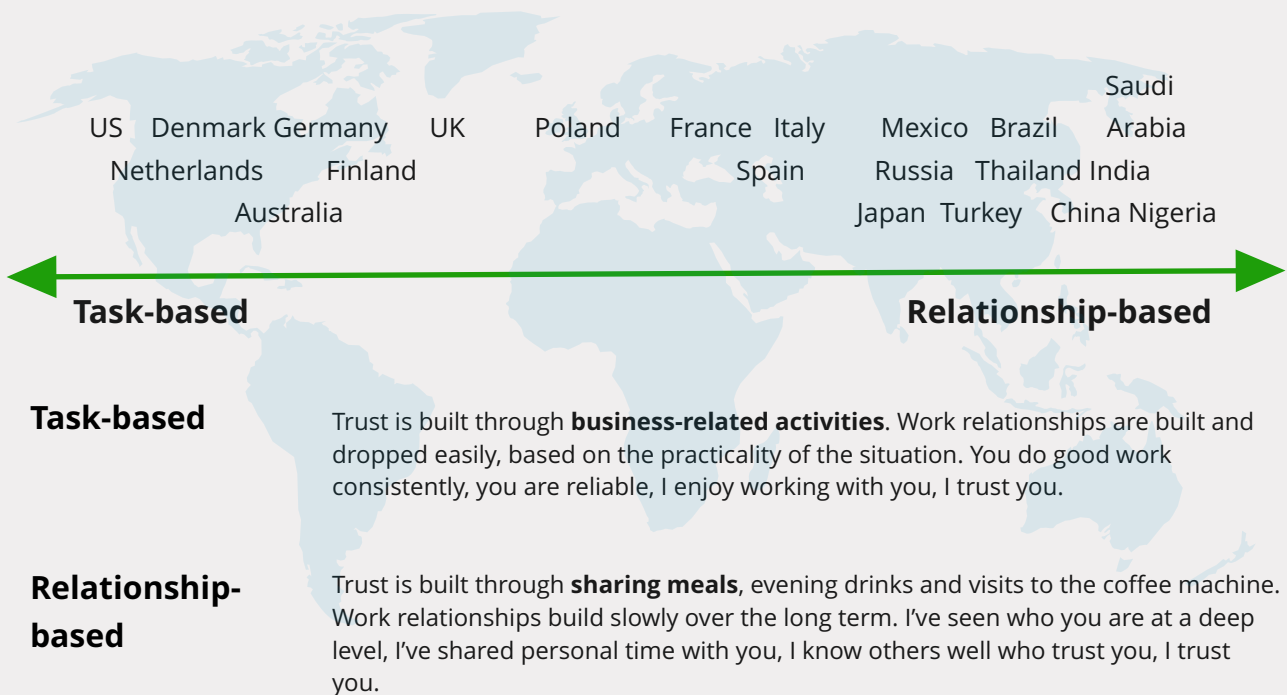 Saudi
US Denmark Germany UK Poland France Italy Mexico Brazil Arabia
Netherlands Finland Spain Russia Thailand India
Australia Japan Turkey China Nigeria
Task-based Relationship-based
Task-based
Trust is built through business-related activities. Work relationships are built and
dropped easily, based on the practicality of the situation. You do good work
consistently, you are reliable, I enjoy working with you, I trust you.
Relationship-
based
Trust is built through sharing meals, evening drinks and visits to the coffee machine.
Work relationships build slowly over the long term. I’ve seen who you are at a deep
level, I’ve shared personal time with you, I know others well who trust you, I trust
you.